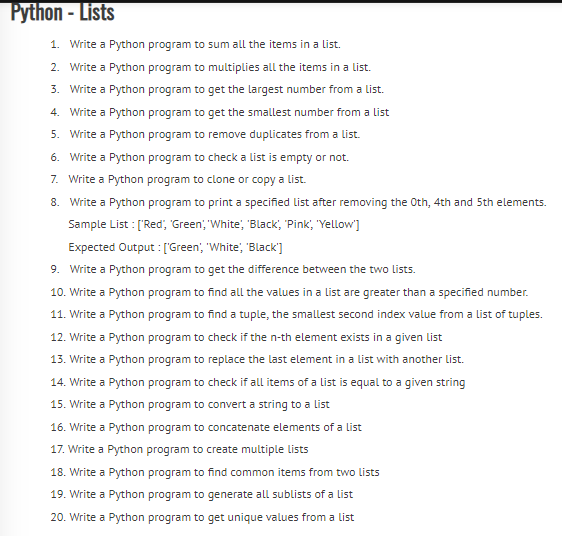 Python - Lists
1. Write a Python program to sum all the items in a list.
2. Write a Python program to multiplies all the items in a list.
3. Write a Python program to get the largest number from a list.
4. Write a Python program to get the smallest number from a list
5. Write a Python program to remove duplicates from a list.
6. Write a Python program to check a list is empty or not.
7. Write a Python program to clone or copy a list.
8. Write a Python program to print a specified list after removing the 0th, 4th and 5th elements.
Sample List : ['Red', 'Green', 'White', 'Black', 'Pink', 'Yellow']
Expected Output : ['Green', 'White', 'Black']
9. Write a Python program to get the difference between the two lists.
10. Write a Python program to find all the values in a list are greater than a specified number.
11. Write a Python program to find a tuple, the smallest second index value from a list of tuples.
12. Write a Python program to check if the n-th element exists in a given list
13. Write a Python program to replace the last element in a list with another list.
14. Write a Python program to check if all items of a list is equal to a given string
15. Write a Python program to convert a string to a list
16. Write a Python program to concatenate elements of a list
17. Write a Python program to create multiple lists
18. Write a Python program to find common items from two lists
19. Write a Python program to generate all sublists of a list
20. Write a Python program to get unique values from a list